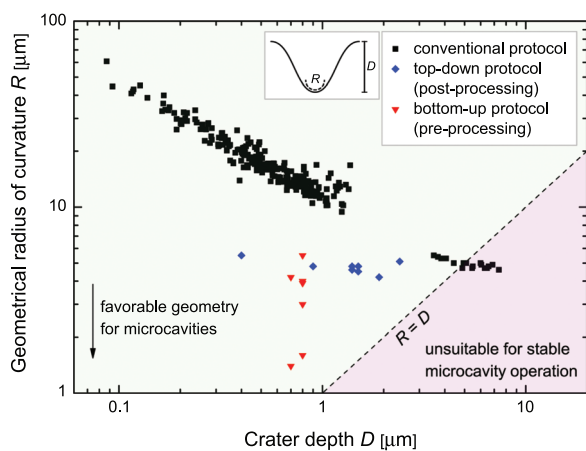 Geometrical radius of curvature R [μm]
100
10
1
R
D
conventional protocol
top-down protocol
(post-processing)
bottom-up protocol
(pre-processing)
favorable geometry
for microcavities
R = D
unsuitable for stable
microcavity operation
0.1
1
10
Crater depth D [μm]